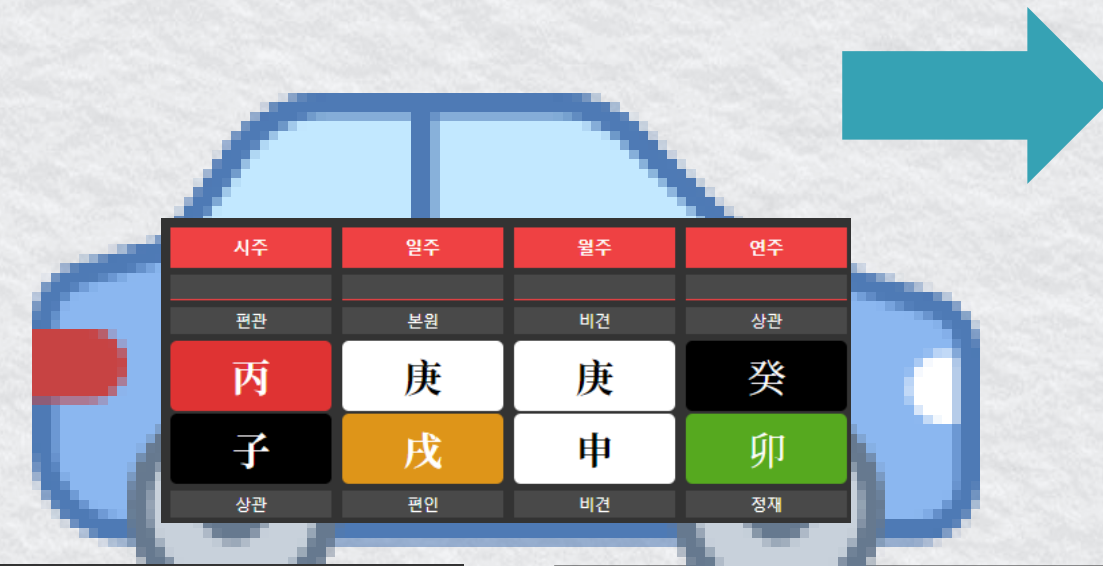 시주 일주 월주 연주
편관 본원 비견 상관
丙 庚 庚 癸
子 戌 申 卯
상관 편인 비견 정재